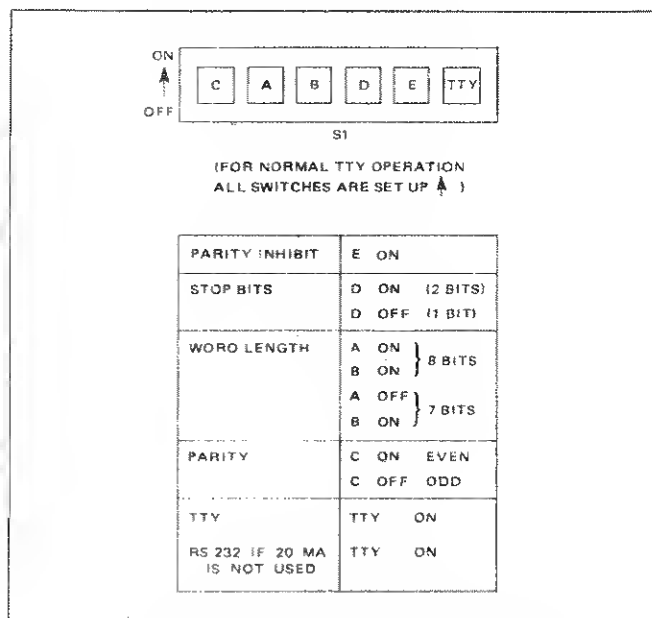 ON
OFF
C A B D E TTY
S1
(FOR NORMAL TTY OPERATION
ALL SWITCHES ARE SET UP )
PARITY INHIBIT E ON
STOP BITS D ON (2 BITS)
D OFF (1 BIT)
WORD LENGTH A ON
B ON
8 BITS
A OFF
B ON
7 BITS
PARITY C ON EVEN
C OFF ODD
TTY TTY ON
RS 232 IF 20 MA TTY ON
IS NOT USED